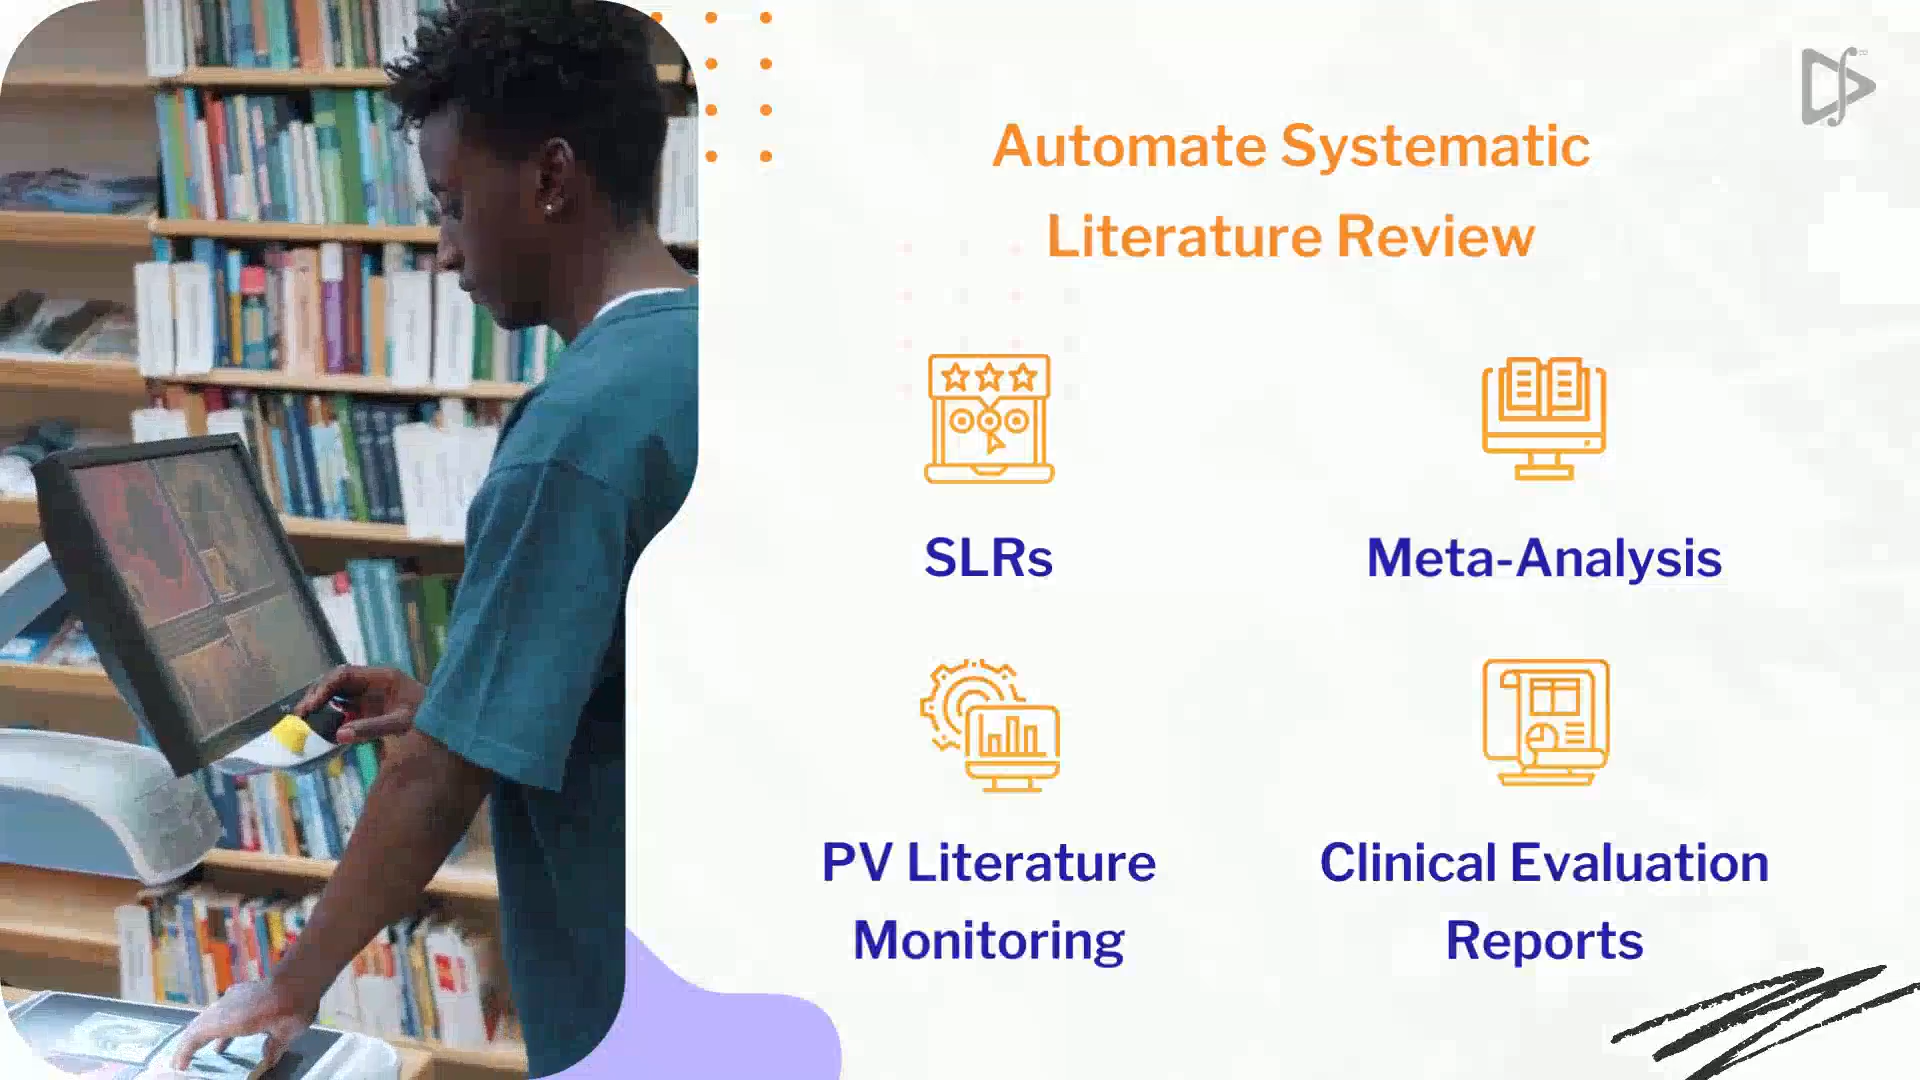 Automate Systematic
Literature Review
SLRs
Meta-Analysis
PV Literature
Monitoring
Clinical Evaluation
Reports